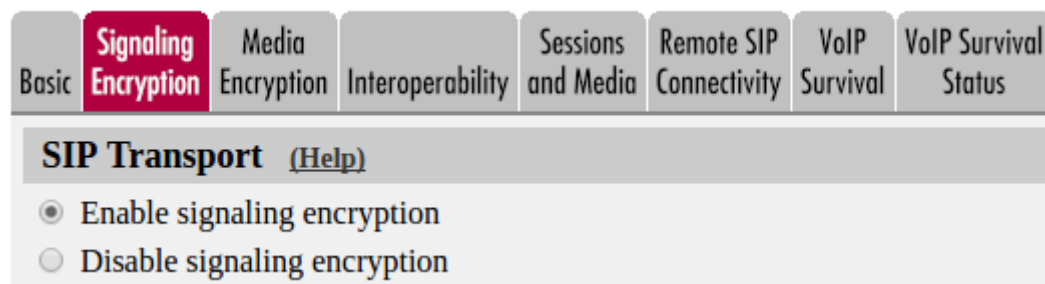 Basic
Signaling
Encryption
Media
Encryption
Interoperability
Sessions
and Media
Remote SIP
Connectivity
VoIP
Survival
VoIP Survival
Status
SIP Transport (Help)
Enable signaling encryption
Disable signaling encryption